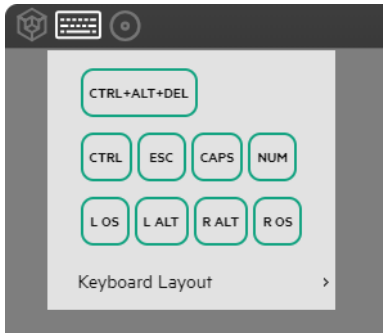 CTRL+ALT+DEL
CTRL ESC CAPS NUM
L OS L ALT R ALT R OS
Keyboard Layout